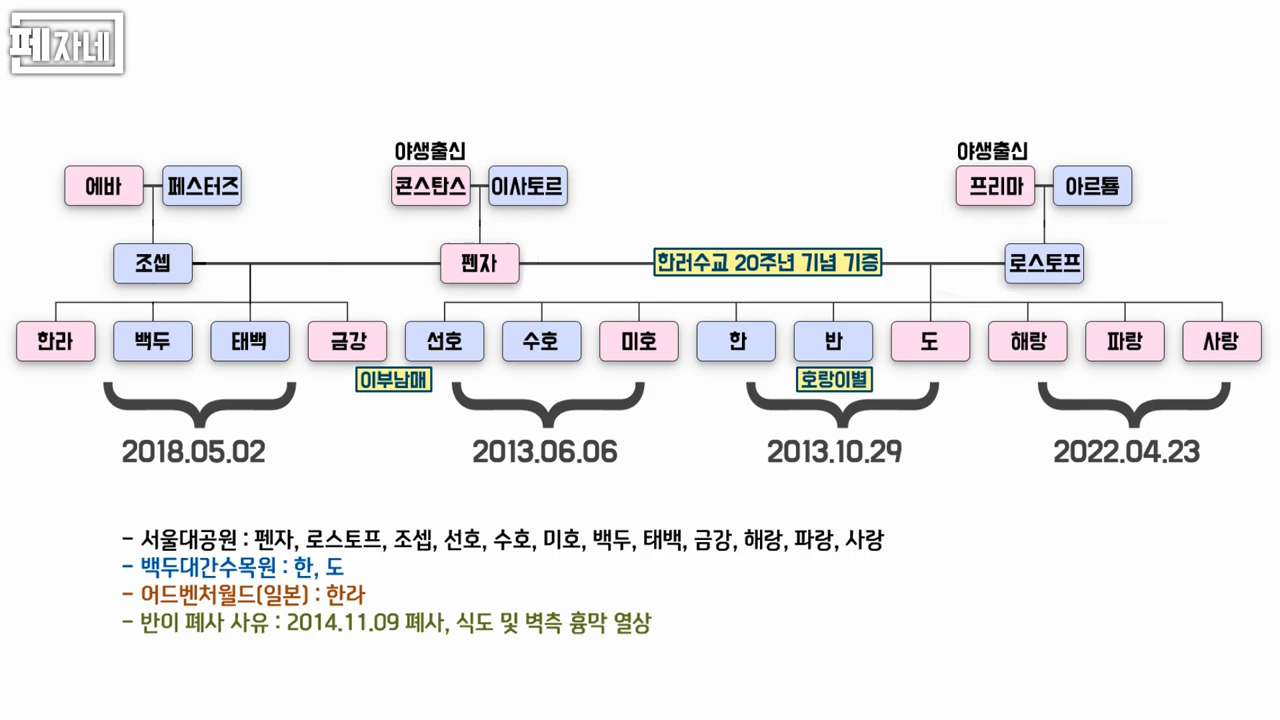 페자네
야생출신
야생출신
에바
페스터즈
콘스탄스
이사토르
프리마
아르튬
조셉
펜자
한러수교 20주년 기념 기증
로스토프
한라
백두
태백
금강
선호
수호
미호
한
반
도
해랑
파랑
사랑
이부남매
호랑이별
2018.05.02
2013.06.06
2013.10.29
2022.04.23
- 서울대공원 : 펜자, 로스토프, 조셉, 선호, 수호, 미호, 백두, 태백, 금강, 해랑, 파랑, 사랑
- 백두대간수목원 : 한, 도
- 어드벤처월드(일본) : 한라
- 반이 폐사 사유 : 2014.11.09 폐사, 식도 및 벽측 흉막 열상